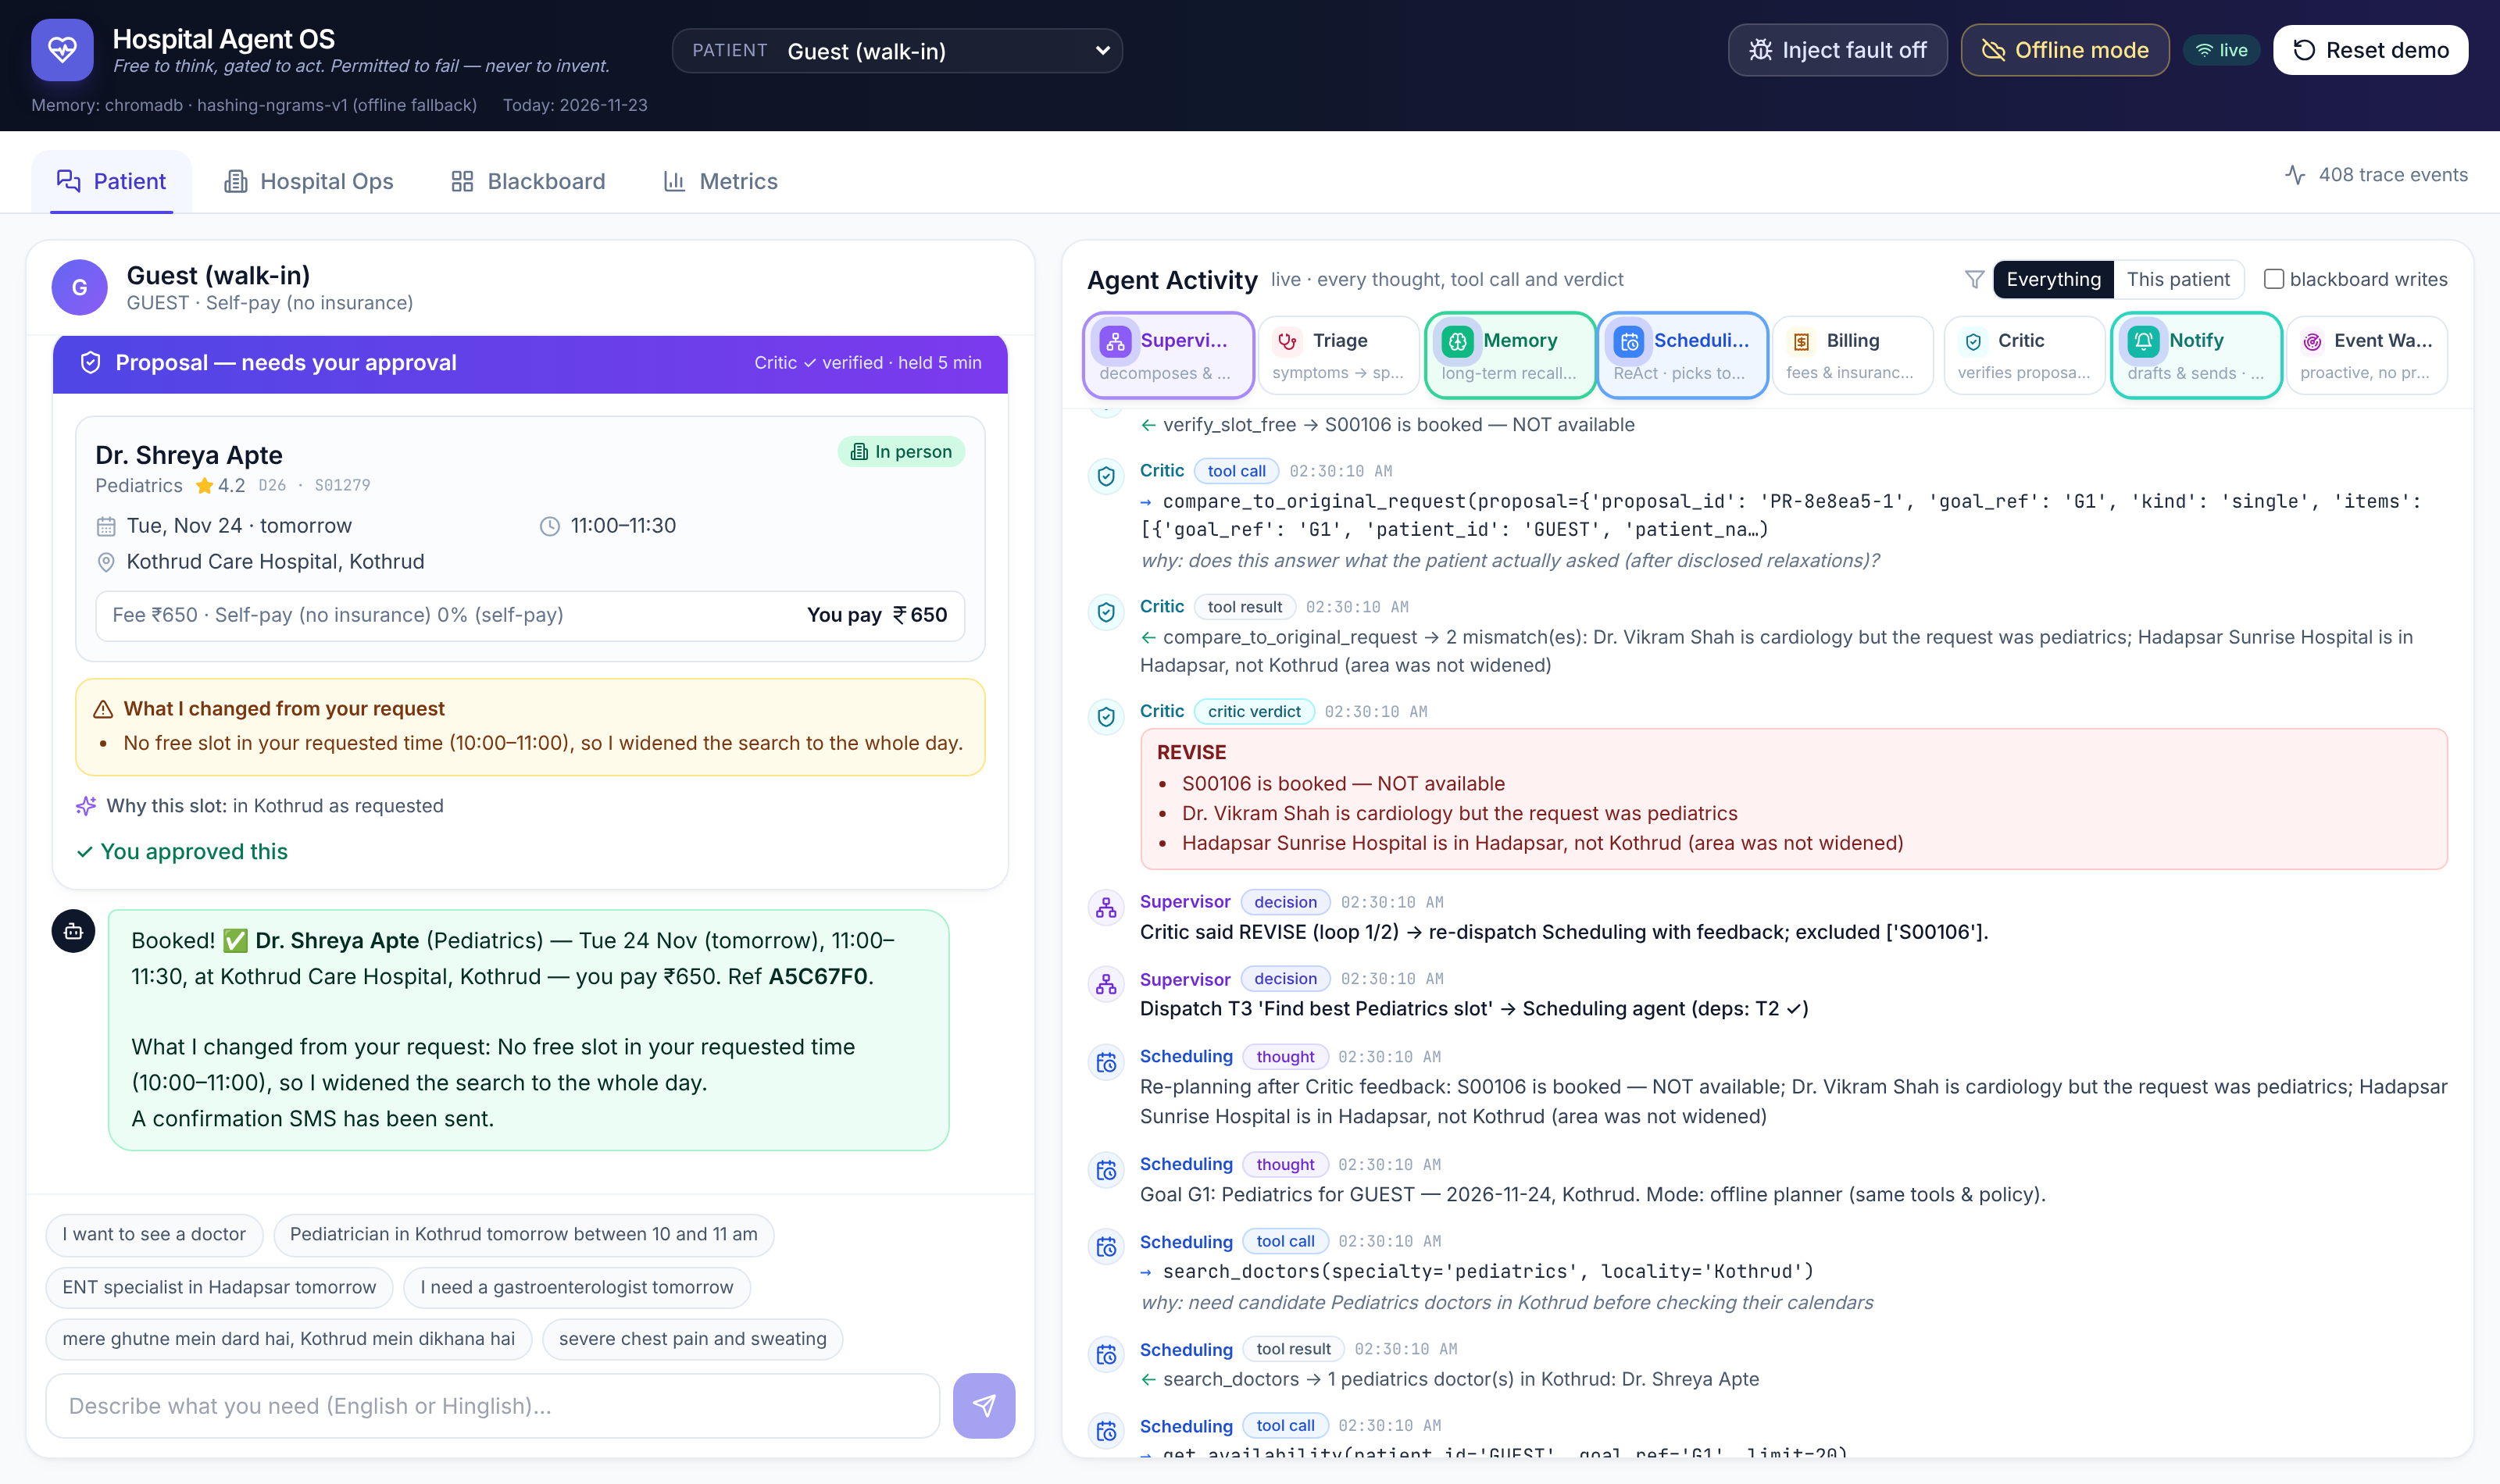 Hospital Agent OS
Free to think, gated to act. Permitted to fail — never to invent.
PATIENT Guest (walk-in)
Inject fault off
Offline mode
live
Reset demo
Memory: chromadb · hashing-ngrams-v1 (offline fallback) Today: 2026-11-23
Patient
Hospital Ops
Blackboard
Metrics
408 trace events
G
Guest (walk-in)
GUEST · Self-pay (no insurance)
Proposal — needs your approval
Critic ✓ verified · held 5 min
Dr. Shreya Apte
In person
Pediatrics ⭐ 4.2 D26 · S01279
Tue, Nov 24 · tomorrow
11:00–11:30
Kothrud Care Hospital, Kothrud
Fee ₹650 · Self-pay (no insurance) 0% (self-pay)
You pay ₹650
What I changed from your request
• No free slot in your requested time (10:00–11:00), so I widened the search to the whole day.
Why this slot: in Kothrud as requested
✓ You approved this
Booked! ✅ Dr. Shreya Apte (Pediatrics) — Tue 24 Nov (tomorrow), 11:00–
11:30, at Kothrud Care Hospital, Kothrud — you pay ₹650. Ref A5C67F0.
What I changed from your request: No free slot in your requested time
(10:00–11:00), so I widened the search to the whole day.
A confirmation SMS has been sent.
I want to see a doctor
Pediatrician in Kothrud tomorrow between 10 and 11 am
ENT specialist in Hadapsar tomorrow
I need a gastroenterologist tomorrow
mere ghutne mein dard hai, Kothrud mein dikhana hai
severe chest pain and sweating
Describe what you need (English or Hinglish)...
Agent Activity live · every thought, tool call and verdict
Everything
This patient
blackboard writes
Supervi...
decomposes & ...
Triage
symptoms → sp...
Memory
long-term recall...
Scheduli...
ReAct · picks to...
Billing
fees & insuranc...
Critic
verifies proposa...
Notify
drafts & sends · ...
Event Wa...
proactive, no pr...
← verify_slot_free → S00106 is booked — NOT available
Critic tool call 02:30:10 AM
→ compare_to_original_request(proposal={'proposal_id': 'PR-8e8ea5-1', 'goal_ref': 'G1', 'kind': 'single', 'items':
[{'goal_ref': 'G1', 'patient_id': 'GUEST', 'patient_na…)
why: does this answer what the patient actually asked (after disclosed relaxations)?
Critic tool result 02:30:10 AM
← compare_to_original_request → 2 mismatch(es): Dr. Vikram Shah is cardiology but the request was pediatrics; Hadapsar Sunrise Hospital is in
Hadapsar, not Kothrud (area was not widened)
Critic critic verdict 02:30:10 AM
REVISE
• S00106 is booked — NOT available
• Dr. Vikram Shah is cardiology but the request was pediatrics
• Hadapsar Sunrise Hospital is in Hadapsar, not Kothrud (area was not widened)
Supervisor decision 02:30:10 AM
Critic said REVISE (loop 1/2) → re-dispatch Scheduling with feedback; excluded ['S00106'].
Supervisor decision 02:30:10 AM
Dispatch T3 'Find best Pediatrics slot' → Scheduling agent (deps: T2 ✓)
Scheduling thought 02:30:10 AM
Re-planning after Critic feedback: S00106 is booked — NOT available; Dr. Vikram Shah is cardiology but the request was pediatrics; Hadapsar
Sunrise Hospital is in Hadapsar, not Kothrud (area was not widened)
Scheduling thought 02:30:10 AM
Goal G1: Pediatrics for GUEST — 2026-11-24, Kothrud. Mode: offline planner (same tools & policy).
Scheduling tool call 02:30:10 AM
→ search_doctors(specialty='pediatrics', locality='Kothrud')
why: need candidate Pediatrics doctors in Kothrud before checking their calendars
Scheduling tool result 02:30:10 AM
← search_doctors → 1 pediatrics doctor(s) in Kothrud: Dr. Shreya Apte
Scheduling tool call 02:30:10 AM
→ get_availability(patient_id='GUEST', goal_ref='G1', limit=20)